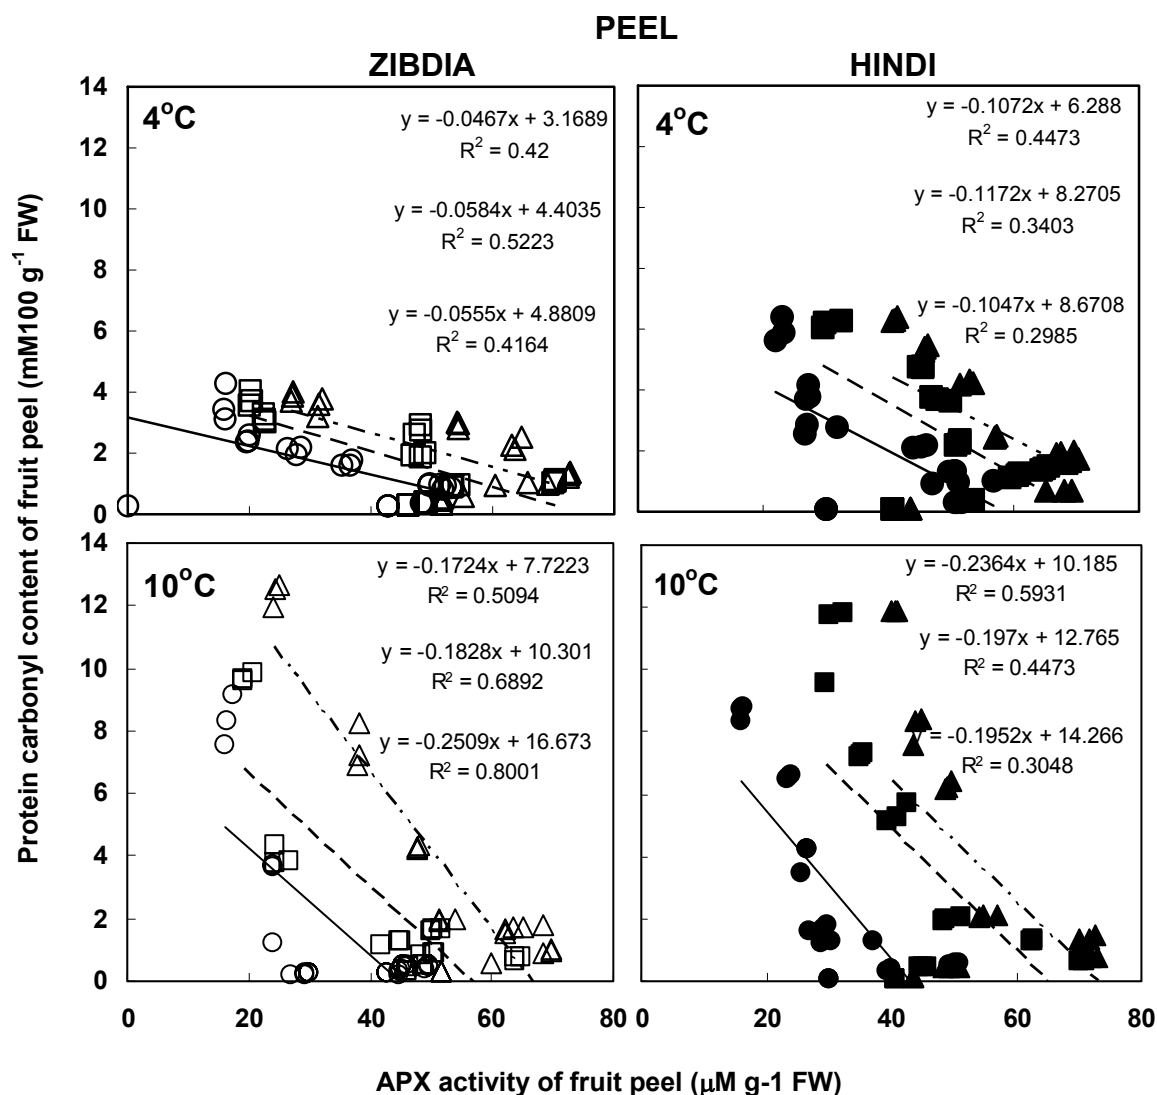 PEEL
ZIBDIA
HINDI
Protein carbonyl content of fruit peel (mM100 g⁻¹ FW)
14
12
10
8
6
4
2
0
4°C
y = -0.0467x + 3.1689
R² = 0.42
y = -0.0584x + 4.4035
R² = 0.5223
y = -0.0555x + 4.8809
R² = 0.4164
4°C
y = -0.1072x + 6.288
R² = 0.4473
y = -0.1172x + 8.2705
R² = 0.3403
y = -0.1047x + 8.6708
R² = 0.2985
14
12
10
8
6
4
2
0
10°C
y = -0.1724x + 7.7223
R² = 0.5094
y = -0.1828x + 10.301
R² = 0.6892
y = -0.2509x + 16.673
R² = 0.8001
0 20 40 60 80
10°C
y = -0.2364x + 10.185
R² = 0.5931
y = -0.197x + 12.765
R² = 0.4473
= -0.1952x + 14.266
R² = 0.3048
20 40 60 80
APX activity of fruit peel (μM g-1 FW)